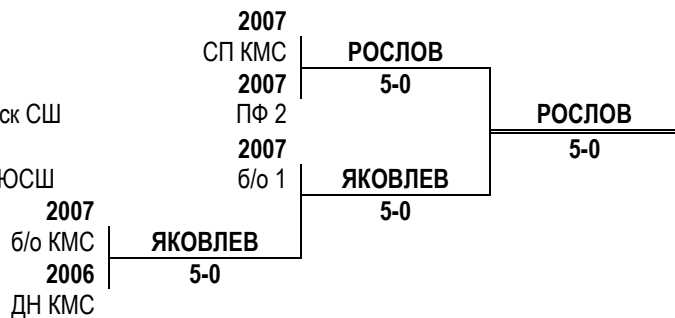 2007
СП КМС РОСЛОВ
2007 5-0
ск СШ ПФ 2 РОСЛОВ
2007 5-0
ЮСШ б/о 1 ЯКОВЛЕВ
2007 5-0
б/о КМС ЯКОВЛЕВ
2006 5-0
ДН КМС